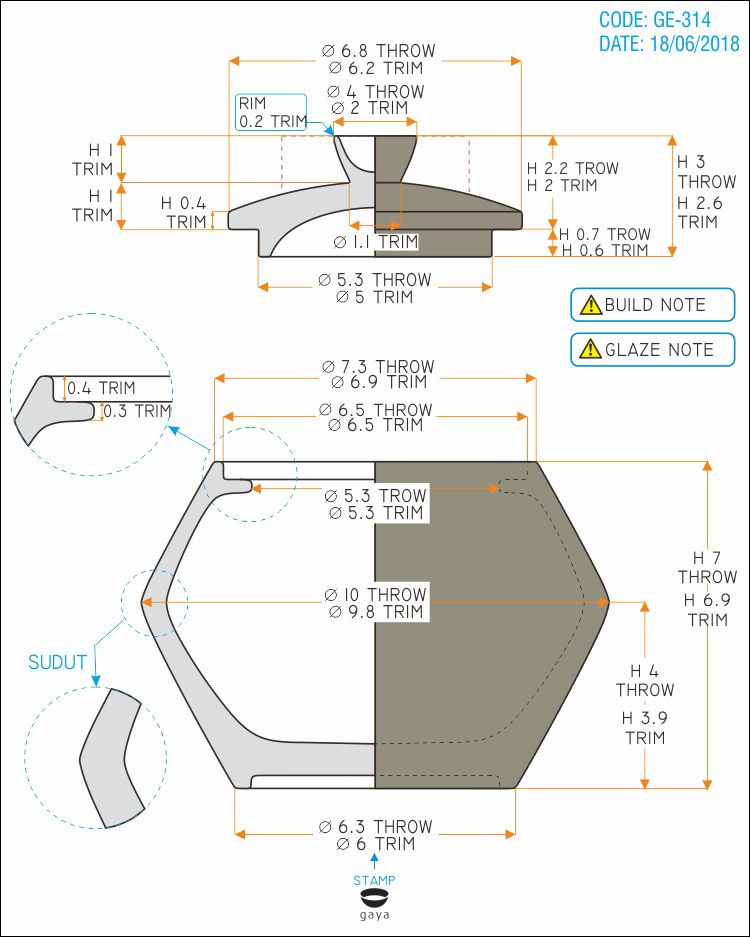 CODE: GE-314
DATE: 18/06/2018
Ø 6.8 THROW
Ø 6.2 TRIM
Ø 4 THROW
Ø 2 TRIM
RIM
0.2 TRIM
H 1
TRIM
H 1
TRIM
H 0.4
TRIM
H 2.2 TROW
H 2 TRIM
H 3
THROW
H 2.6
TRIM
H 0.7 TROW
H 0.6 TRIM
Ø 1.1 TRIM
Ø 5.3 THROW
Ø 5 TRIM
BUILD NOTE
GLAZE NOTE
Ø 7.3 THROW
Ø 6.9 TRIM
0.4 TRIM
0.3 TRIM
Ø 6.5 THROW
Ø 6.5 TRIM
Ø 5.3 TROW
Ø 5.3 TRIM
Ø 10 THROW
Ø 9.8 TRIM
H 7
THROW
H 6.9
TRIM
SUDUT
H 4
THROW
H 3.9
TRIM
Ø 6.3 THROW
Ø 6 TRIM
STAMP
gaya